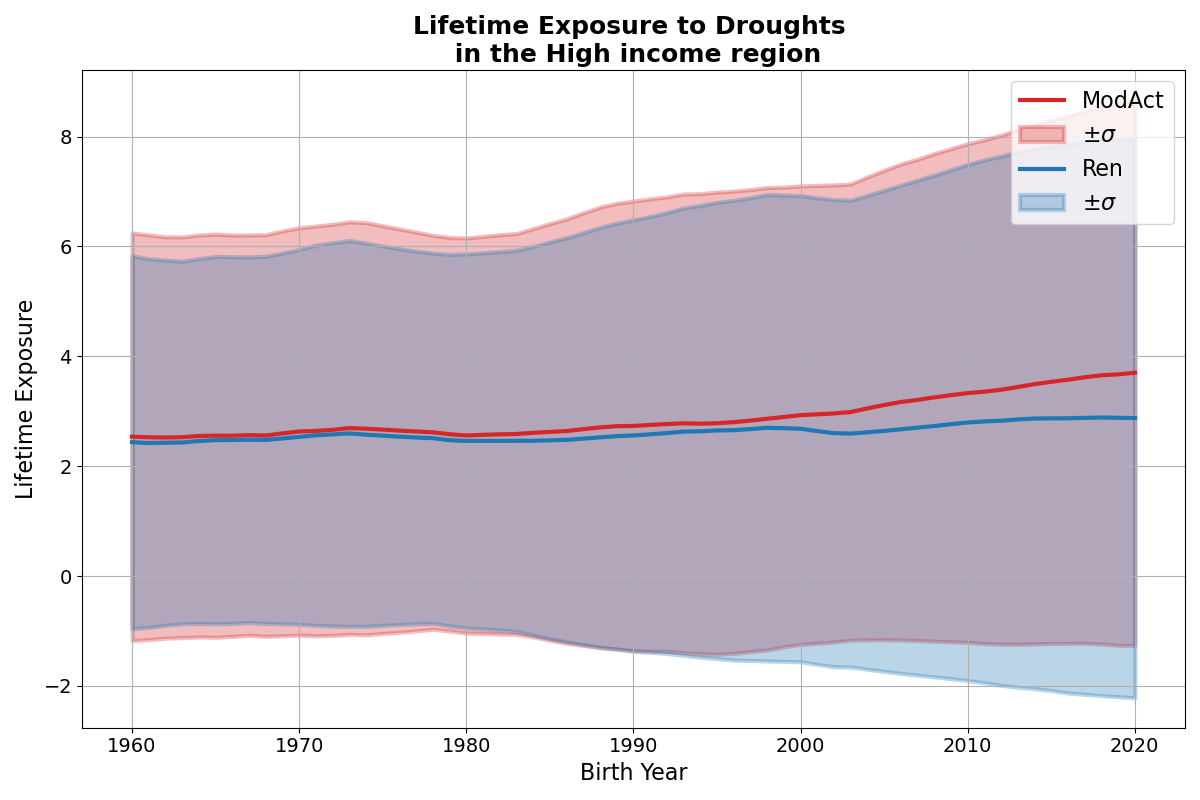 Lifetime Exposure to Droughts
in the High income region
ModAct
±σ
Ren
±σ
Lifetime Exposure
8
6
4
2
0
−2
1960 1970 1980 1990 2000 2010 2020
Birth Year